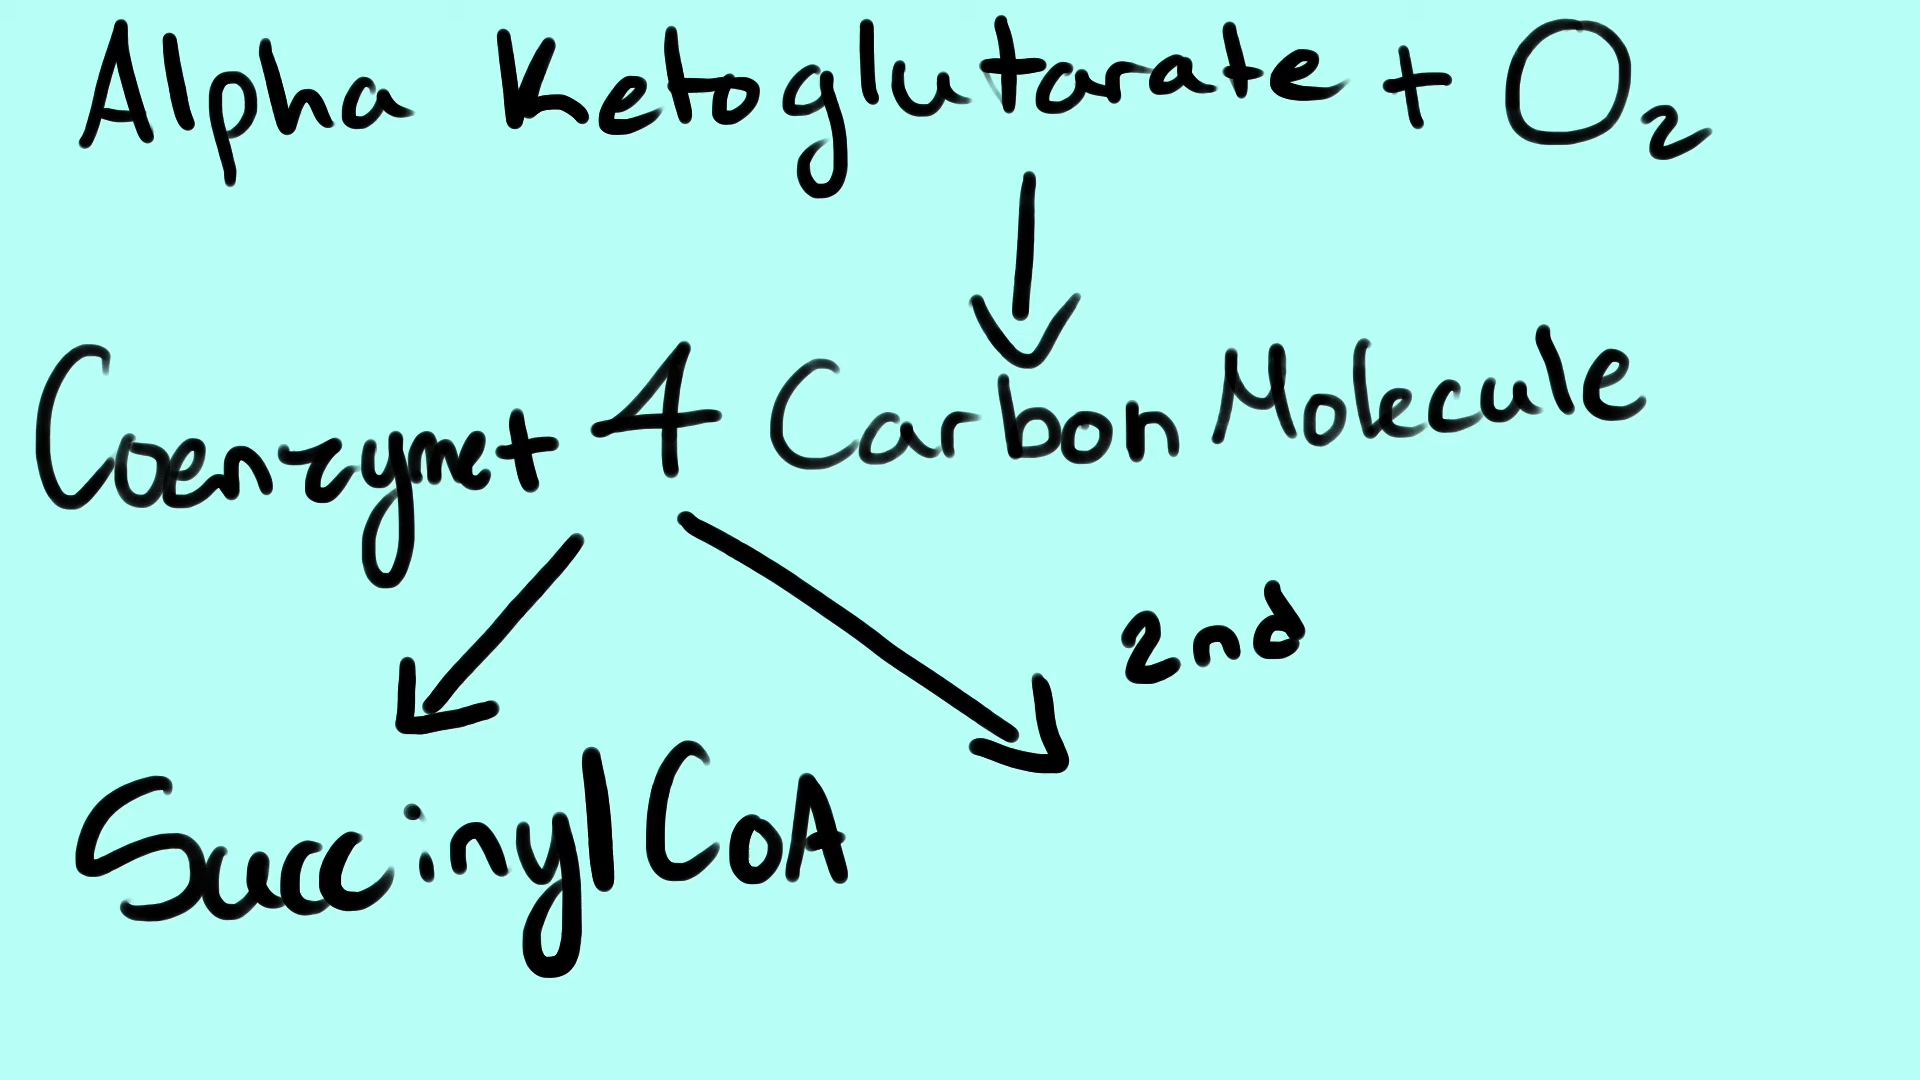 Alpha Ketoglutarate + O2
Coenzyme + 4 Carbon Molecule
2nd
Succinyl CoA